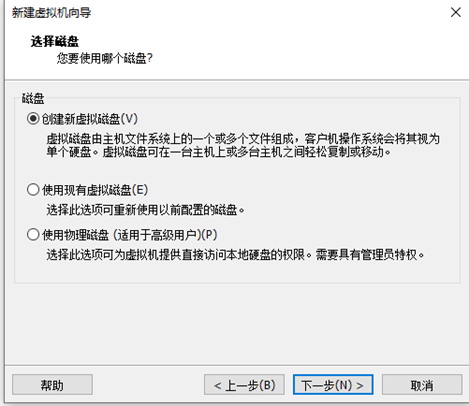 新建虚拟机向导
选择磁盘
您要使用哪个磁盘?
磁盘
创建新虚拟磁盘(V)
虚拟磁盘由主机文件系统上的一个或多个文件组成，客户机操作系统会将其视为
单个硬盘。虚拟磁盘可在一台主机上或多台主机之间轻松复制或移动。
使用现有虚拟磁盘(E)
选择此选项可重新使用以前配置的磁盘。
使用物理磁盘 (适用于高级用户)(P)
选择此选项可为虚拟机提供直接访问本地硬盘的权限。需要具有管理员特权。
帮助
< 上一步(B)
下一步(N) >
取消